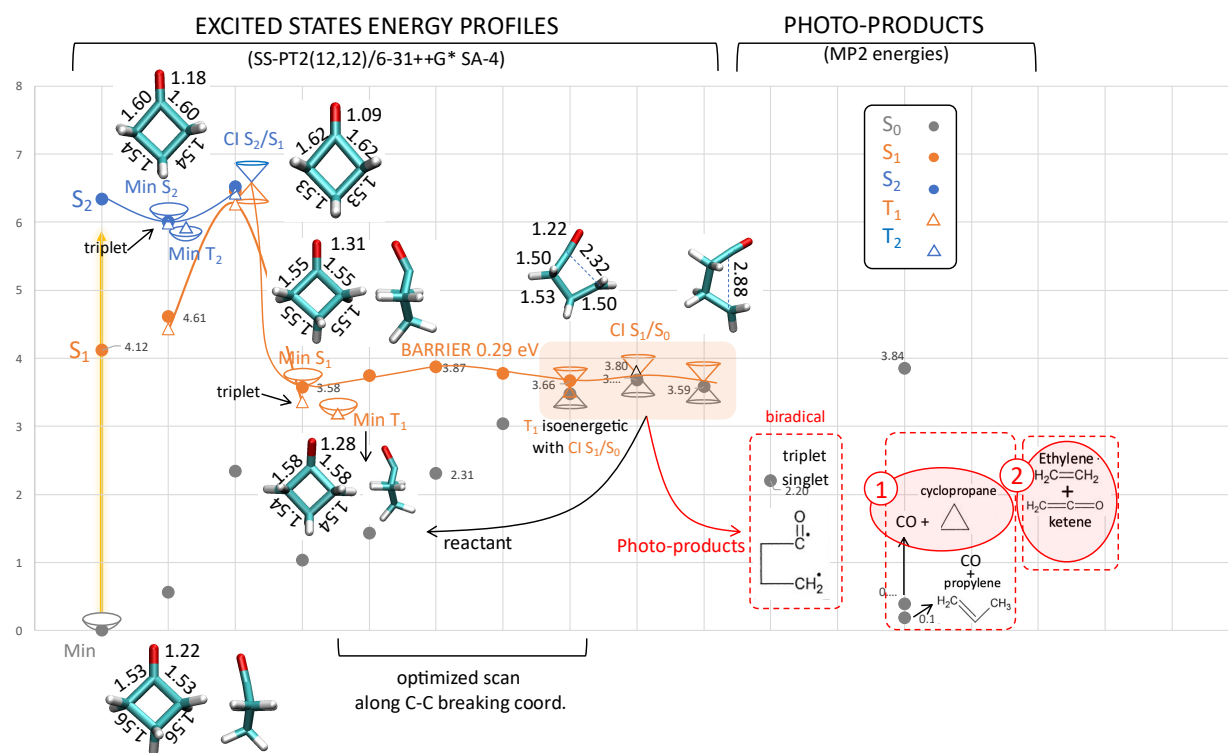 EXCITED STATES ENERGY PROFILES
(SS-PT2(12,12)/6-31++G* SA-4)
PHOTO-PRODUCTS
(MP2 energies)
8
7
6
5
4
3
2
1
0
1.18
1.60
1.60
1.54
1.54
CI S2/S1
1.09
1.62
1.62
1.53
1.53
S0
S1
S2
T1
T2
S2
Min S2
triplet
Min T2
1.31
1.55
1.55
1.55
1.55
1.22
1.50
2.32
1.53
1.50
2.88
4.61
S1
4.12
CI S1/S0
Min S1
BARRIER 0.29 eV
3.58
3.87
3.66
3.80
3....
3.59
3.84
triplet
Min T1
T1 isoenergetic
with CI S1/S0
1.28
1.58
1.58
1.54
1.54
2.31
reactant
Photo-products
biradical
triplet
singlet
2.20
O
C
CH2
1
cyclopropane
CO +
CO
+
propylene
H2C
CH3
0....
0.1
2
Ethylene
H2C=CH2
+
H2C=C=O
ketene
Min
1.22
1.53
1.53
1.56
1.56
optimized scan
along C-C breaking coord.